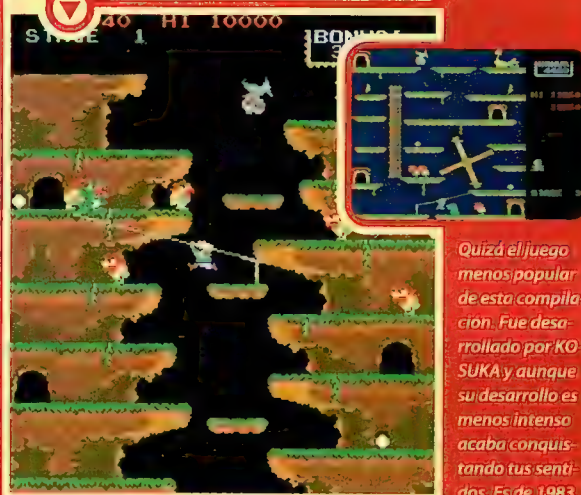 40 HI 10000
STAGE 1
BONUS
Quizá el juego
menos popular
de esta compila-
ción. Fue desa-
rrollado por KO-
SUKA y aunque
su desarrollo es
menos intenso
acaba conquis-
tando tus senti-
dos. Es de 1983.